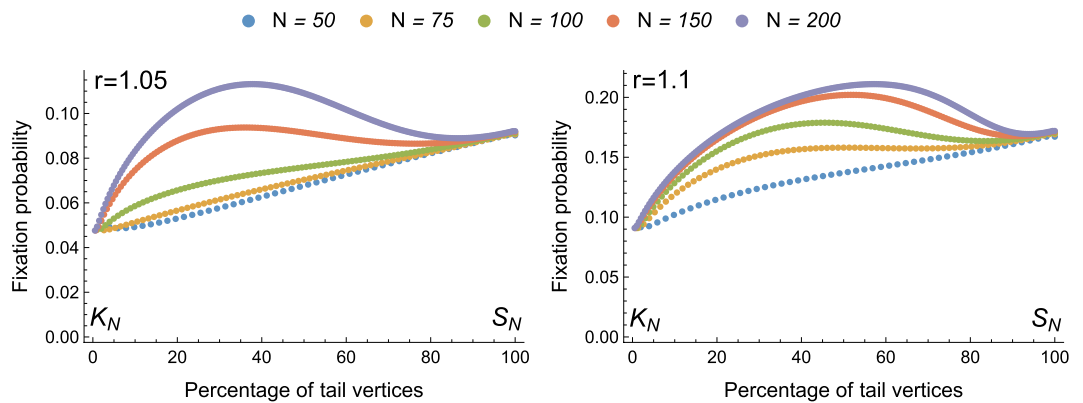 N = 50 N = 75 N = 100 N = 150 N = 200
r=1.05
Fixation probability
0.10
0.08
0.06
0.04
0.02
0.00
K_N S_N
0 20 40 60 80 100
Percentage of tail vertices
r=1.1
Fixation probability
0.20
0.15
0.10
0.05
0.00
K_N S_N
0 20 40 60 80 100
Percentage of tail vertices